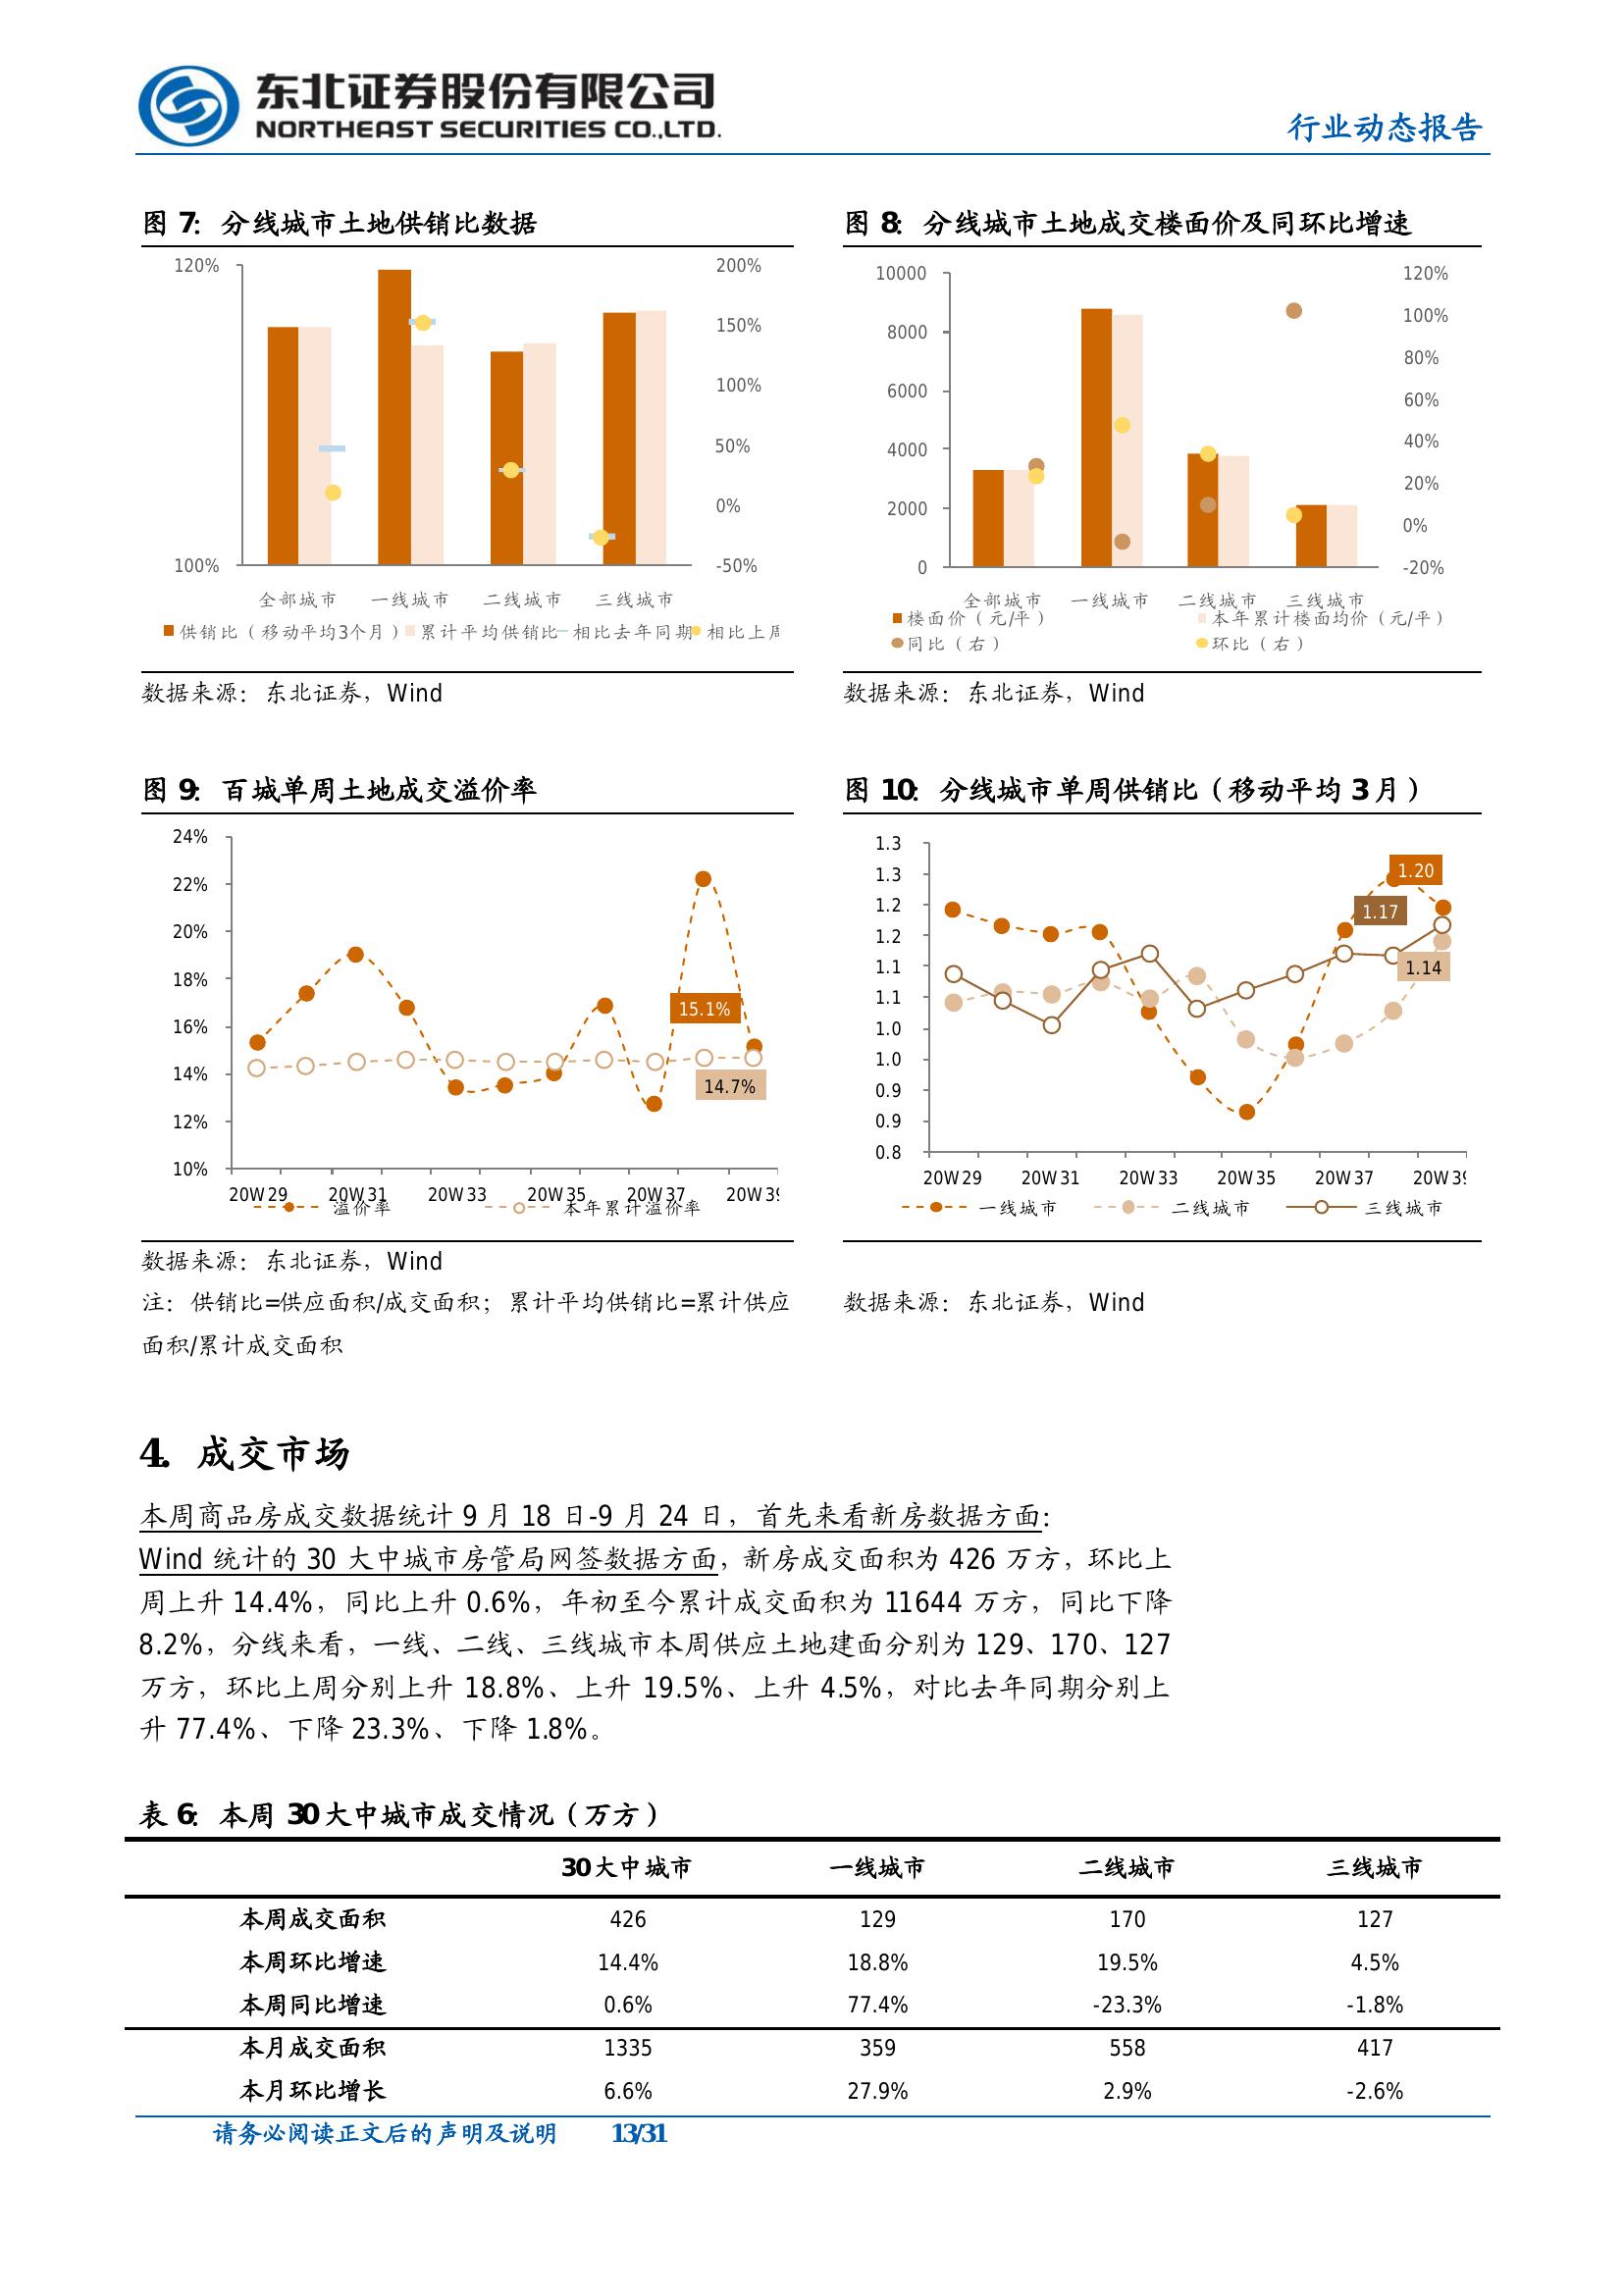 东北证券股份有限公司
NORTHEAST SECURITIES CO.,LTD.
行业动态报告
图 7：分线城市土地供销比数据
120%
100%
200%
150%
100%
50%
0%
-50%
全部城市 一线城市 二线城市 三线城市
供销比（移动平均3个月） 累计平均供销比 相比去年同期 相比上周
数据来源：东北证券，Wind
图 8：分线城市土地成交楼面价及同环比增速
10000
8000
6000
4000
2000
0
120%
100%
80%
60%
40%
20%
0%
-20%
全部城市 一线城市 二线城市 三线城市
楼面价（元/平） 本年累计楼面均价（元/平）
同比（右） 环比（右）
数据来源：东北证券，Wind
图 9：百城单周土地成交溢价率
24%
22%
20%
18%
16%
14%
12%
10%
15.1%
14.7%
20W29 20W31 20W33 20W35 20W37 20W39
溢价率 本年累计溢价率
数据来源：东北证券，Wind
注：供销比=供应面积/成交面积；累计平均供销比=累计供应
面积/累计成交面积
图 10：分线城市单周供销比（移动平均 3 月）
1.3
1.3
1.2
1.2
1.1
1.1
1.0
1.0
0.9
0.9
0.8
1.20
1.17
1.14
20W29 20W31 20W33 20W35 20W37 20W39
一线城市 二线城市 三线城市
数据来源：东北证券，Wind
4. 成交市场
本周商品房成交数据统计 9 月 18 日-9 月 24 日，首先来看新房数据方面：
Wind 统计的 30 大中城市房管局网签数据方面，新房成交面积为 426 万方，环比上
周上升 14.4%，同比上升 0.6%，年初至今累计成交面积为 11644 万方，同比下降
8.2%，分线来看，一线、二线、三线城市本周供应土地建面分别为 129、170、127
万方，环比上周分别上升 18.8%、上升 19.5%、上升 4.5%，对比去年同期分别上
升 77.4%、下降 23.3%、下降 1.8%。
表 6：本周 30 大中城市成交情况（万方）
30 大中城市 一线城市 二线城市 三线城市
本周成交面积 426 129 170 127
本周环比增速 14.4% 18.8% 19.5% 4.5%
本周同比增速 0.6% 77.4% -23.3% -1.8%
本月成交面积 1335 359 558 417
本月环比增长 6.6% 27.9% 2.9% -2.6%
请务必阅读正文后的声明及说明 13/31